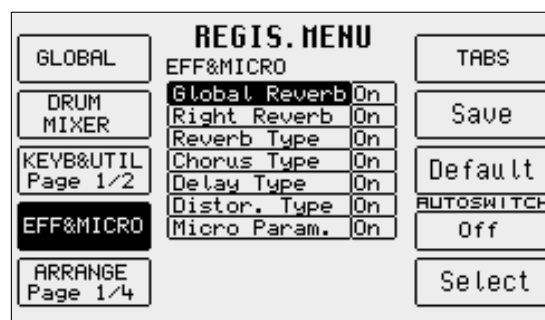 REGIS.MENU
EFF&MICRO
GLOBAL
DRUM
MIXER
KEYB&UTIL
Page 1/2
EFF&MICRO
ARRANGE
Page 1/4
Global Reverb On
Right Reverb On
Reverb Type On
Chorus Type On
Delay Type On
Distor. Type On
Micro Param. On
TABS
Save
Default
AUTOSWITCH
Off
Select